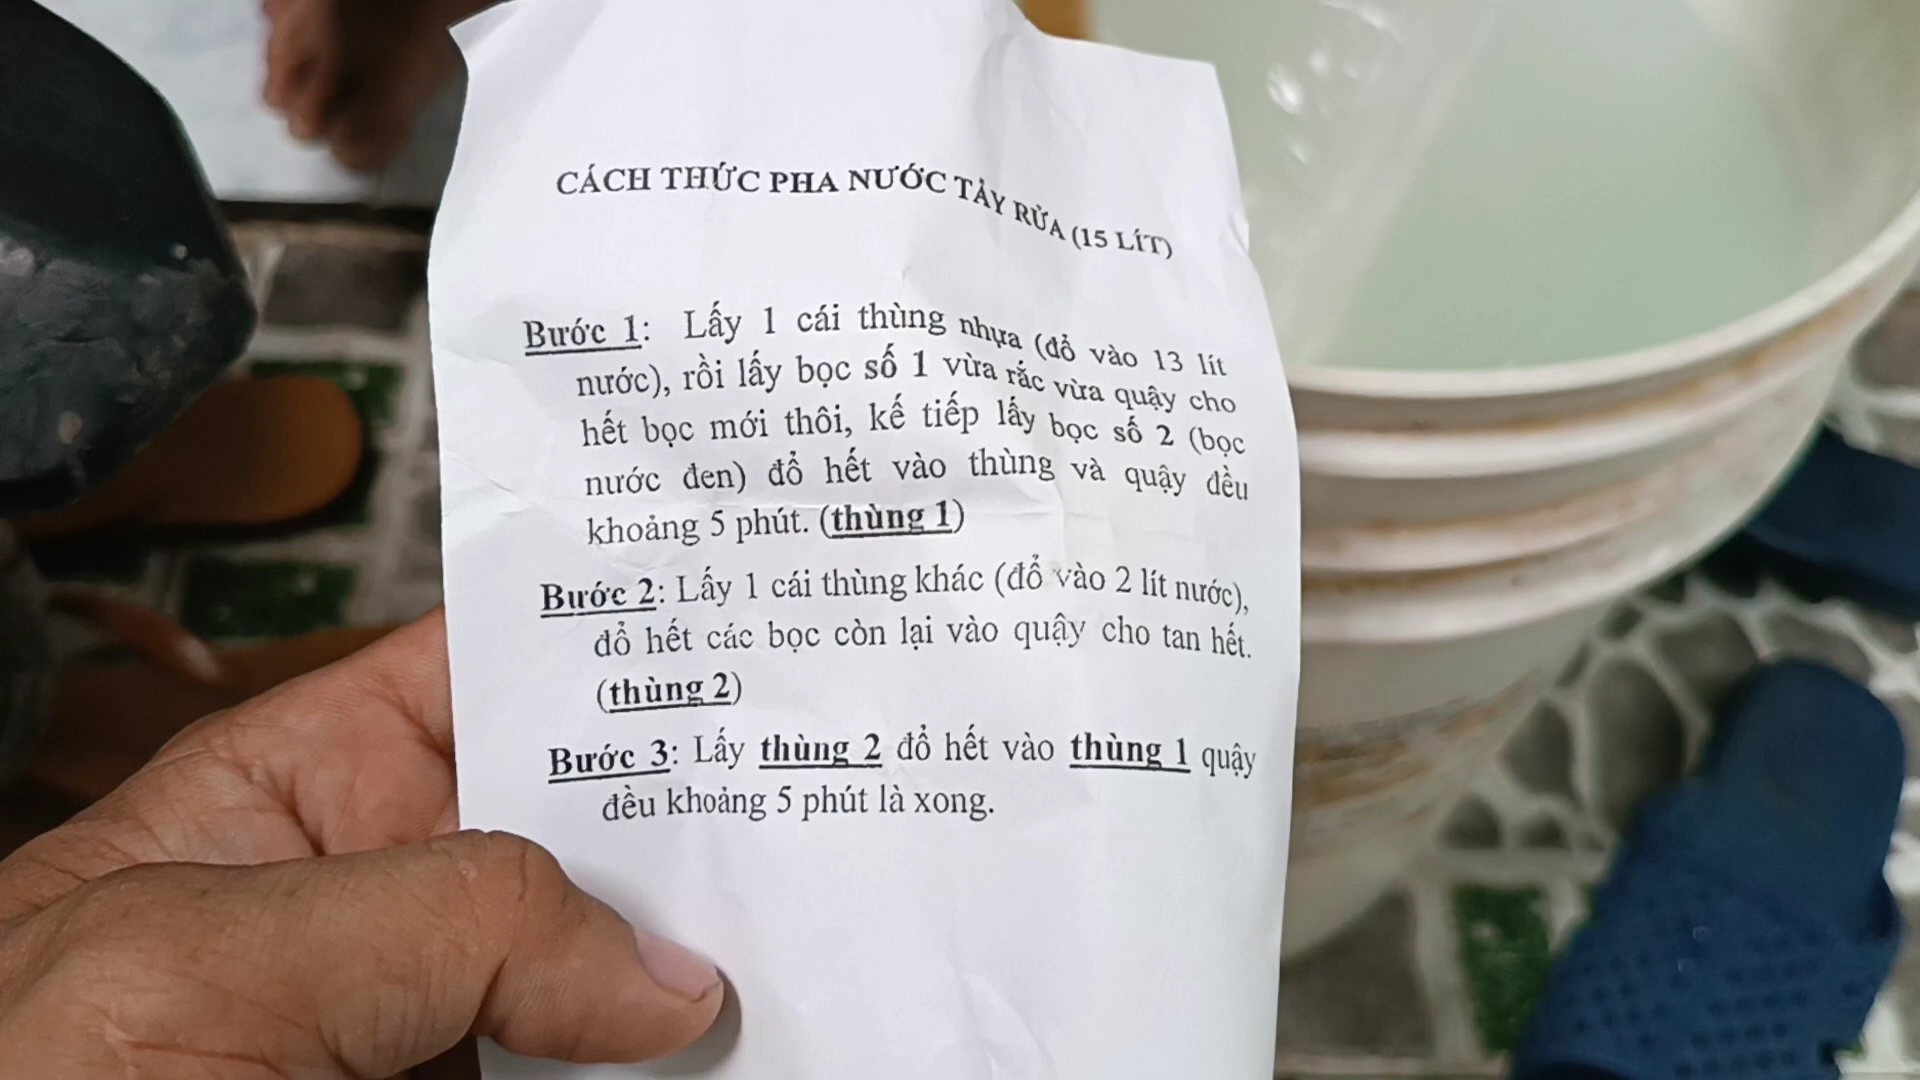 CÁCH THỨC PHA NƯỚC TẢY RỬA (15 LÍT)
Bước 1: Lấy 1 cái thùng nhựa (đổ vào 13 lít
nước), rồi lấy bọc số 1 vừa rắc vừa quậy cho
hết bọc mới thôi, kế tiếp lấy bọc số 2 (bọc
nước đen) đổ hết vào thùng và quậy đều
khoảng 5 phút. (thùng 1)
Bước 2: Lấy 1 cái thùng khác (đổ vào 2 lít nước),
đổ hết các bọc còn lại vào quậy cho tan hết.
(thùng 2)
Bước 3: Lấy thùng 2 đổ hết vào thùng 1 quậy
đều khoảng 5 phút là xong.